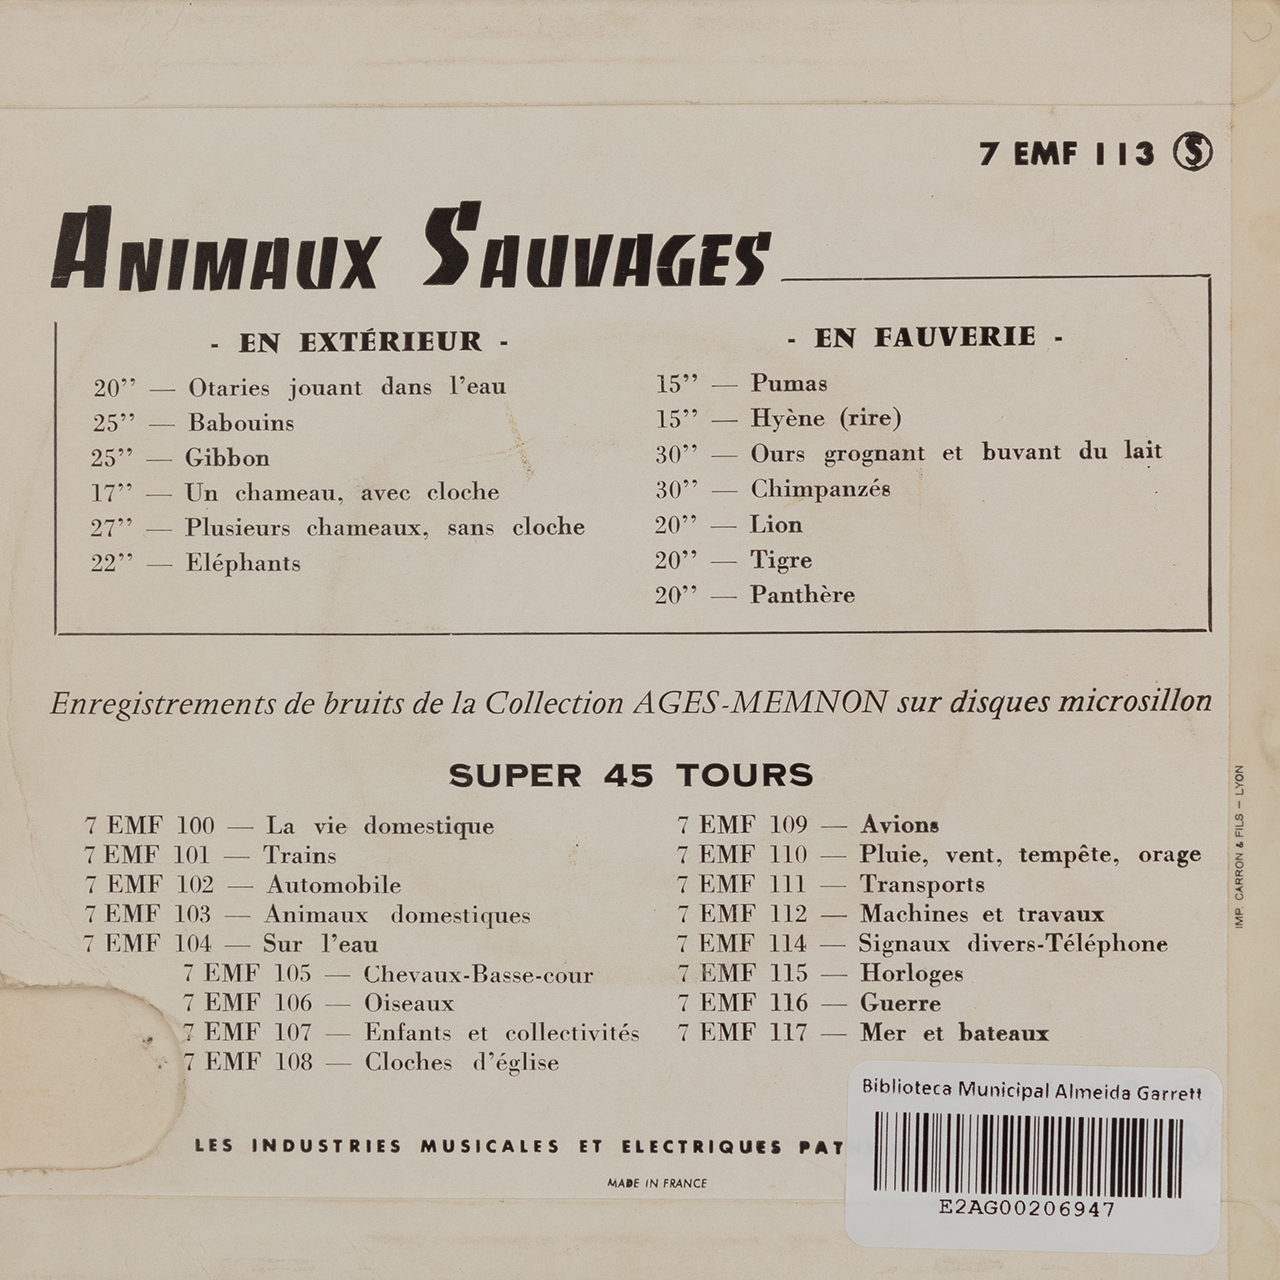 7 EMF 113 Ⓢ
ANIMAUX SAUVAGES
- EN EXTÉRIEUR -
20’’ — Otaries jouant dans l’eau
25’’ — Babouins
25’’ — Gibbon
17’’ — Un chameau, avec cloche
27’’ — Plusieurs chameaux, sans cloche
22’’ — Eléphants
- EN FAUVERIE -
15’’ — Pumas
15’’ — Hyène (rire)
30’’ — Ours grognant et buvant du lait
30’’ — Chimpanzés
20’’ — Lion
20’’ — Tigre
20’’ — Panthère
Enregistrements de bruits de la Collection AGES-MEMNON sur disques microsillon
SUPER 45 TOURS
7 EMF 100 — La vie domestique
7 EMF 101 — Trains
7 EMF 102 — Automobile
7 EMF 103 — Animaux domestiques
7 EMF 104 — Sur l’eau
7 EMF 105 — Chevaux-Basse-cour
7 EMF 106 — Oiseaux
7 EMF 107 — Enfants et collectivités
7 EMF 108 — Cloches d’église
7 EMF 109 — Avions
7 EMF 110 — Pluie, vent, tempête, orage
7 EMF 111 — Transports
7 EMF 112 — Machines et travaux
7 EMF 114 — Signaux divers-Téléphone
7 EMF 115 — Horloges
7 EMF 116 — Guerre
7 EMF 117 — Mer et bateaux
LES INDUSTRIES MUSICALES ET ELECTRIQUES PAT
MADE IN FRANCE
IMP. CARRON & FILS — LYON
Biblioteca Municipal Almeida Garrett
E2AG00206947